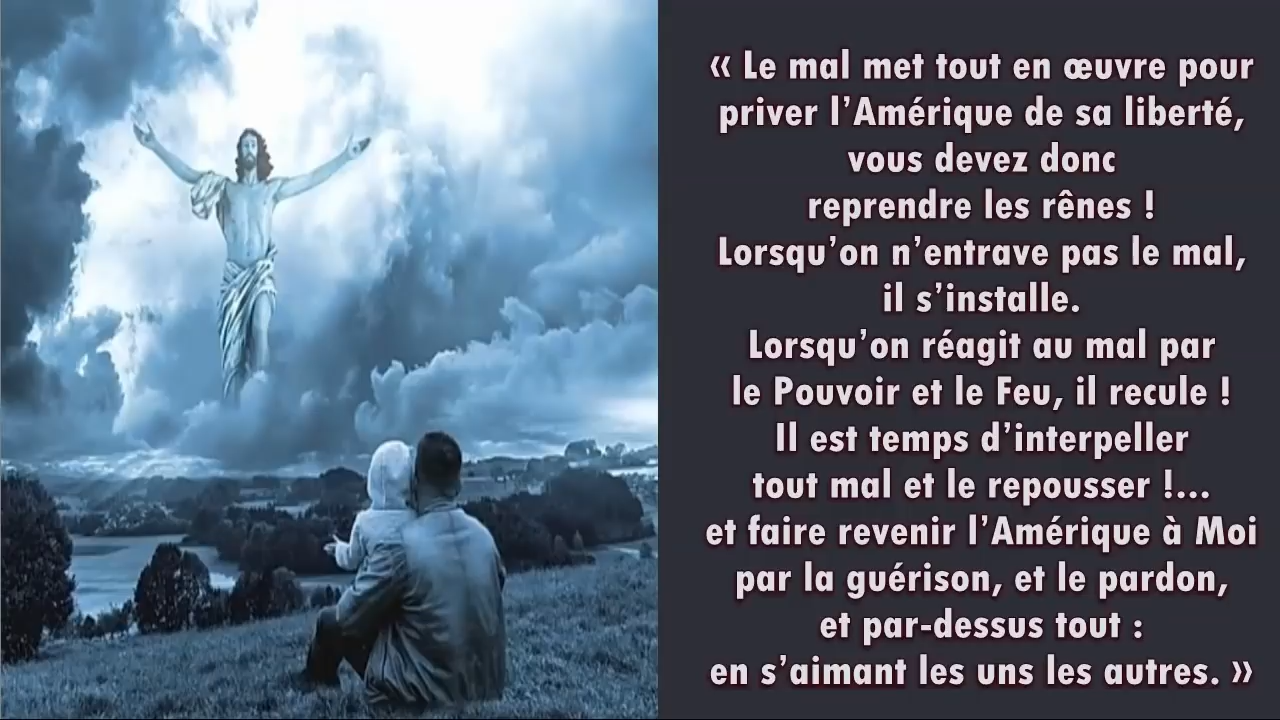 « Le mal met tout en œuvre pour
priver l’Amérique de sa liberté,
vous devez donc
reprendre les rênes !
Lorsqu’on n’entrave pas le mal,
il s’installe.
Lorsqu’on réagit au mal par
le Pouvoir et le Feu, il recule !
Il est temps d’interpeller
tout mal et le repousser !...
et faire revenir l’Amérique à Moi
par la guérison, et le pardon,
et par-dessus tout :
en s’aimant les uns les autres. »